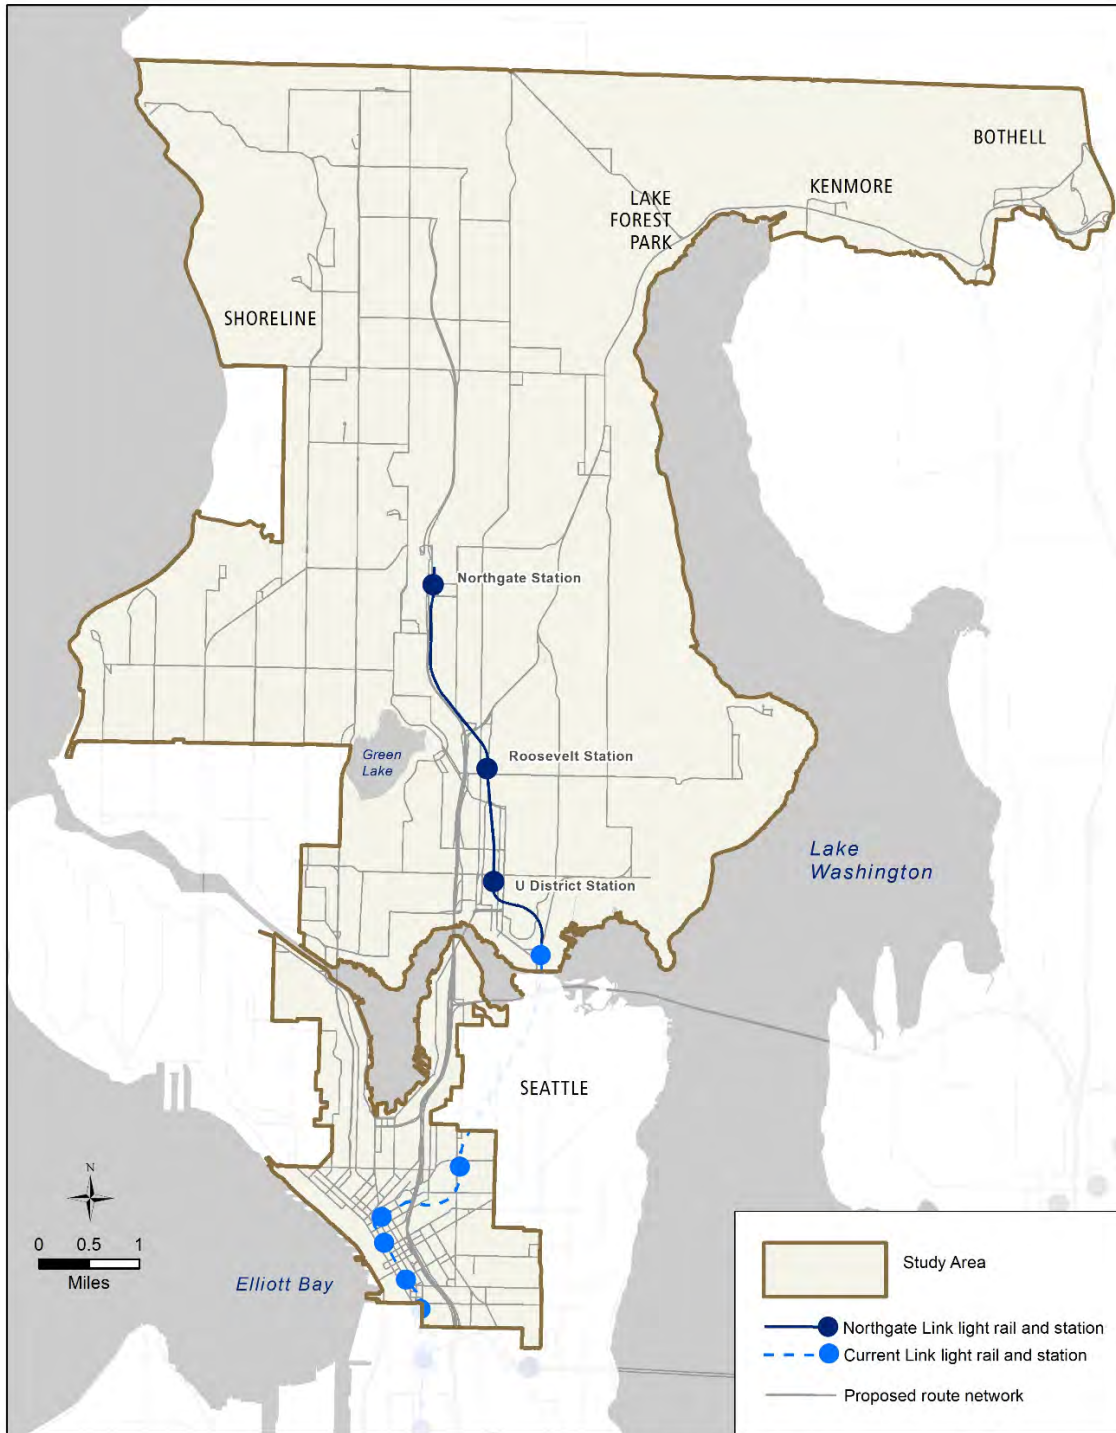 BOTHELL
KENMORE
LAKE
FOREST
PARK
SHORELINE
Northgate Station
Green
Lake
Roosevelt Station
Lake
Washington
U District Station
SEATTLE
N
0 0.5 1
Miles
Elliott Bay
Study Area
Northgate Link light rail and station
Current Link light rail and station
Proposed route network